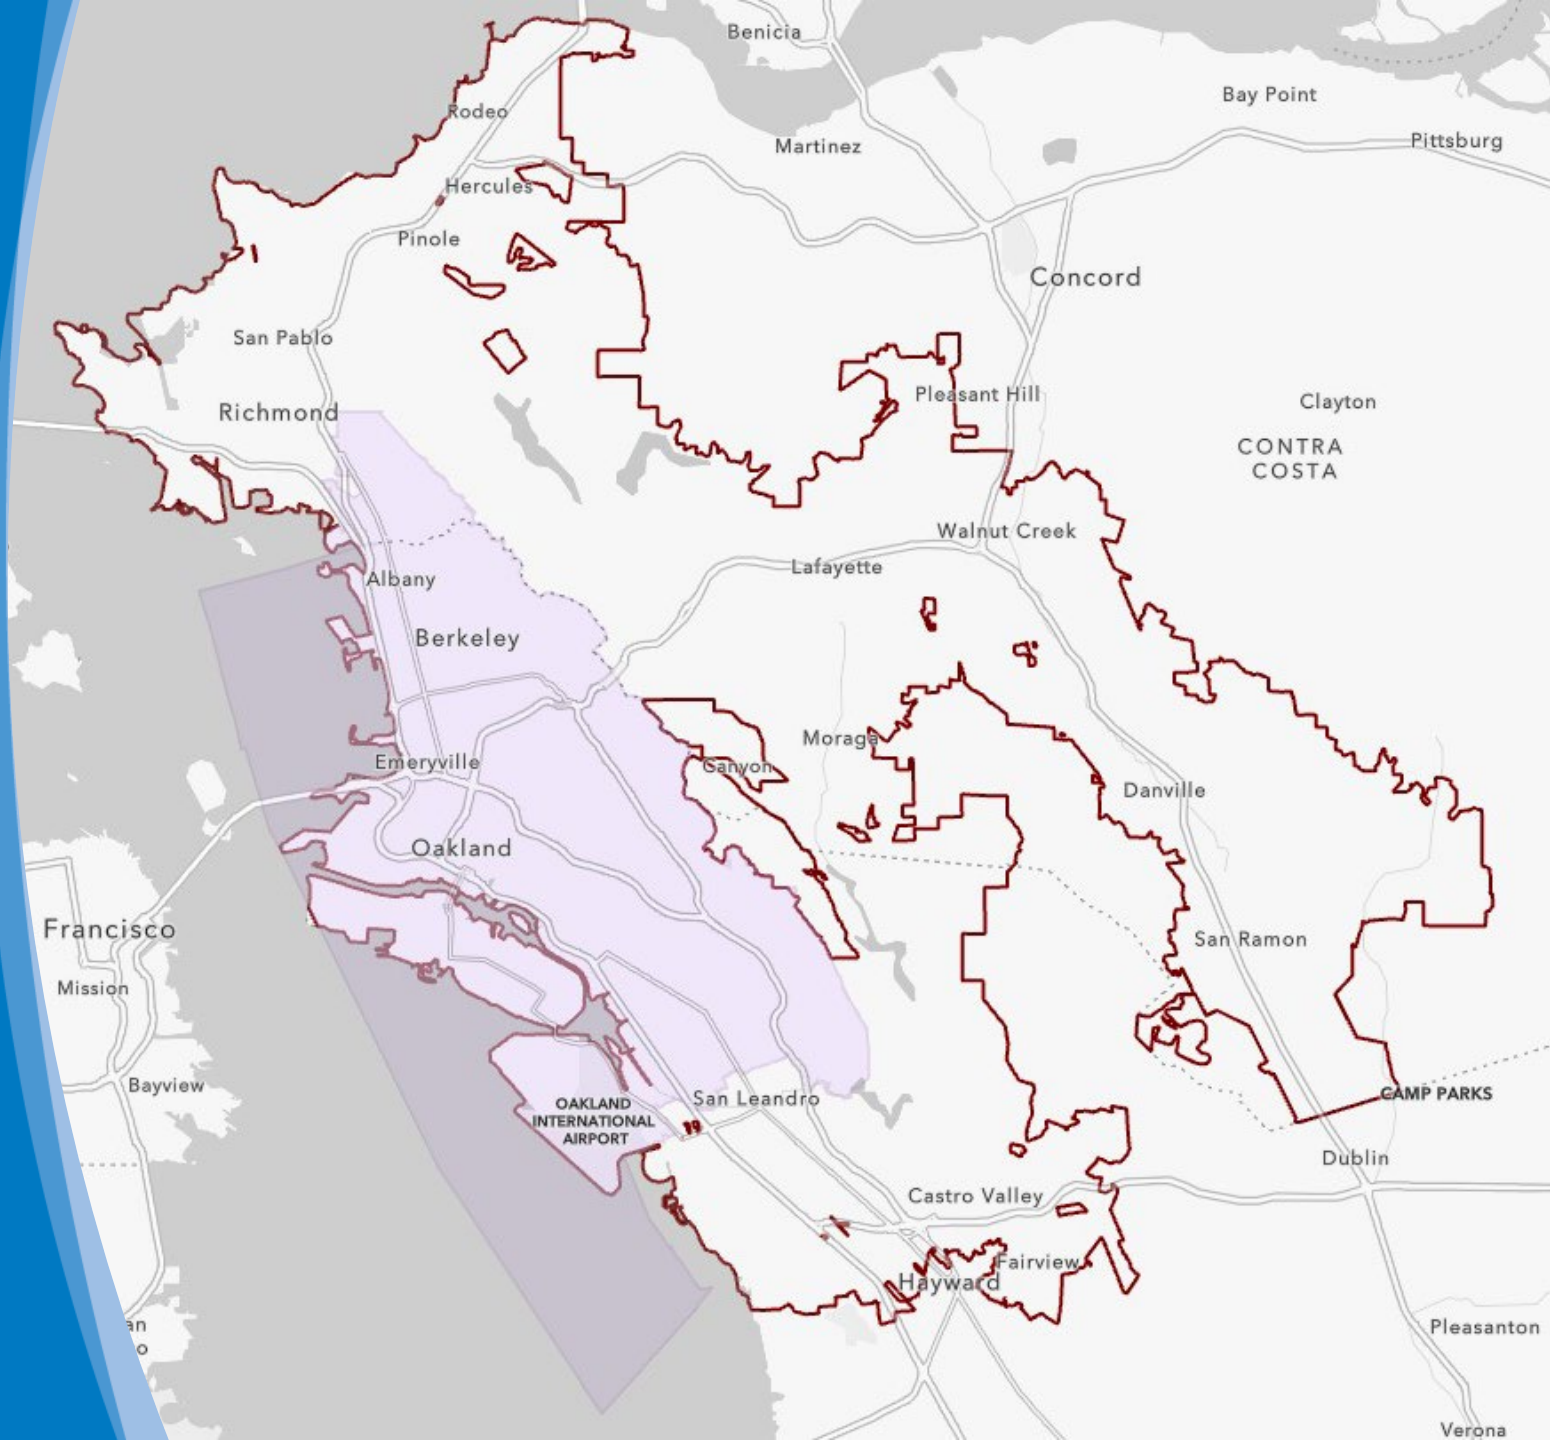 Benicia
Bay Point
Rodeo
Martinez
Pittsburg
Hercules
Pinole
Concord
San Pablo
Pleasant Hill
Clayton
Richmond
CONTRA
COSTA
Walnut Creek
Lafayette
Albany
Berkeley
Moraga
Emeryville
Canyon
Danville
Oakland
Francisco
San Ramon
Mission
Bayview
San Leandro
CAMP PARKS
OAKLAND
INTERNATIONAL
AIRPORT
19
Dublin
Castro Valley
Fairview
Hayward
an
o
Pleasanton
Verona